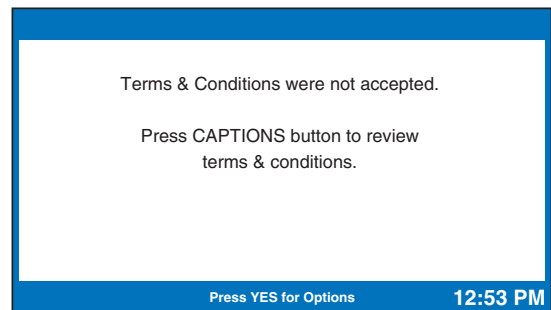 Terms & Conditions were not accepted.
Press CAPTIONS button to review
terms & conditions.
Press YES for Options
12:53 PM